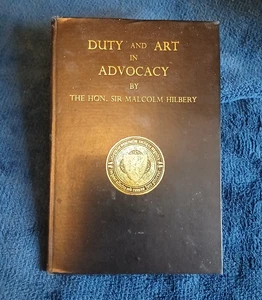 DUTY AND ART
IN
ADVOCACY
BY
THE HON. SIR MALCOLM HILBERY